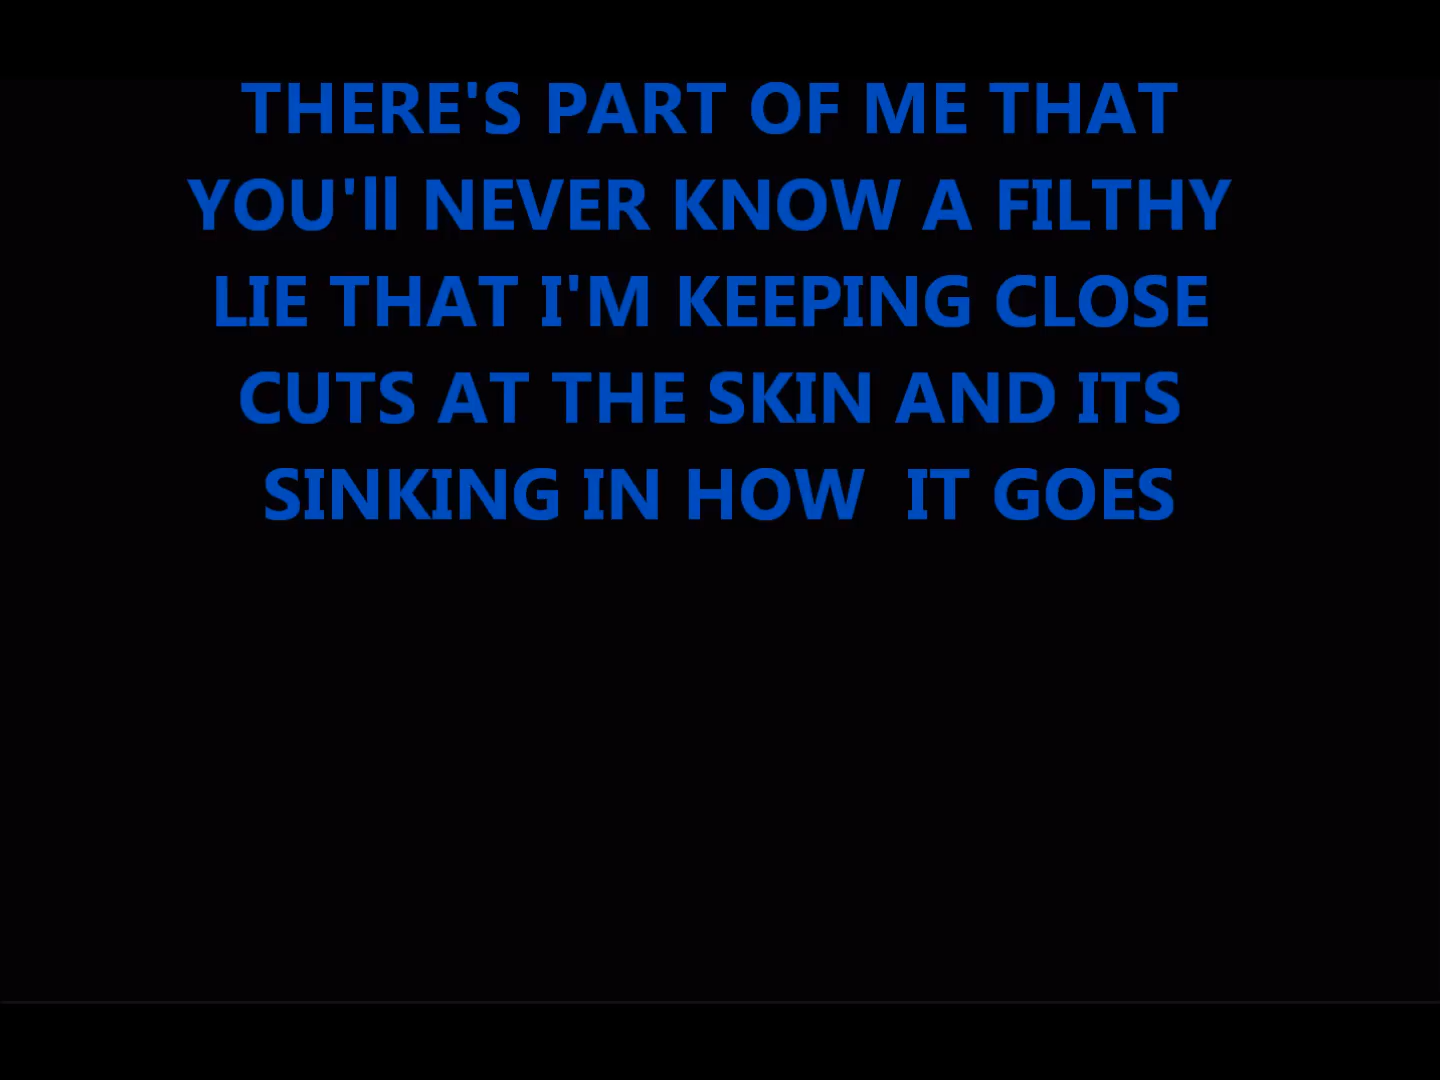 THERE'S PART OF ME THAT
YOU'll NEVER KNOW A FILTHY
LIE THAT I'M KEEPING CLOSE
CUTS AT THE SKIN AND ITS
SINKING IN HOW  IT GOES